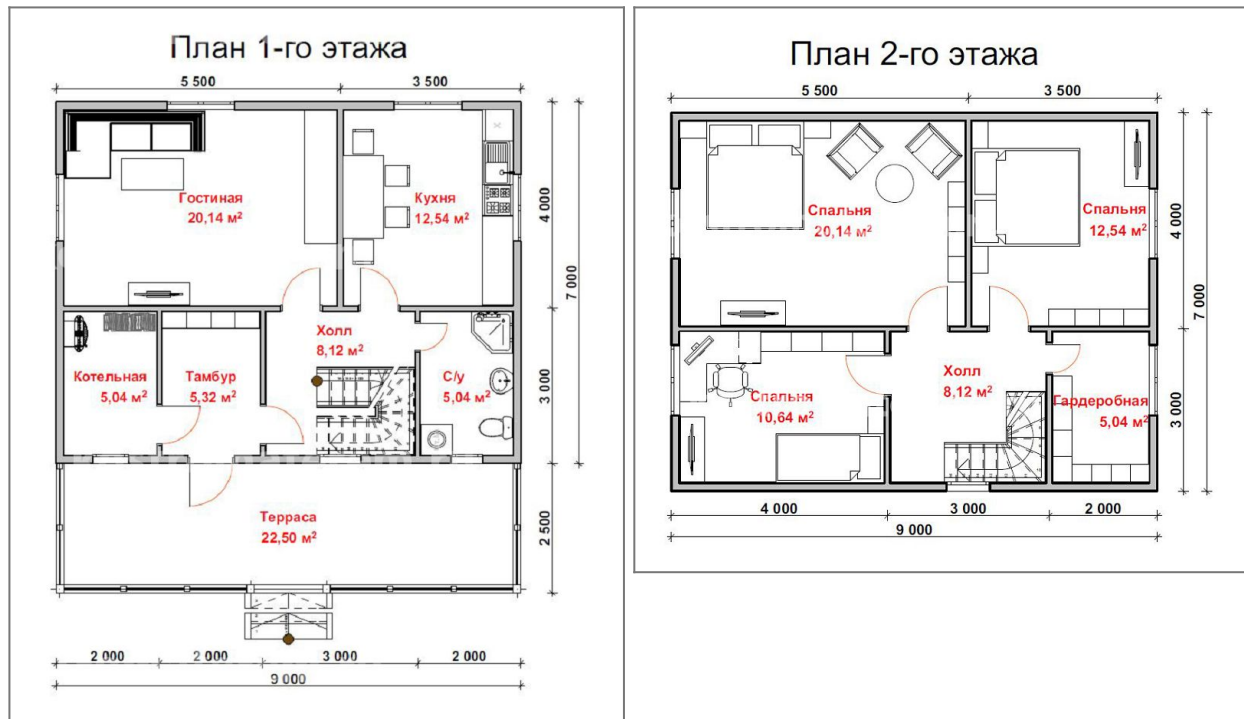 План 1-го этажа
5 500
3 500
Гостиная
20,14 м²
Кухня
12,54 м²
4 000
7 000
Холл
8,12 м²
Котельная
5,04 м²
Тамбур
5,32 м²
С/у
5,04 м²
3 000
Терраса
22,50 м²
2 500
2 000
2 000
3 000
2 000
9 000
План 2-го этажа
5 500
3 500
Спальня
20,14 м²
Спальня
12,54 м²
4 000
7 000
Спальня
10,64 м²
Холл
8,12 м²
Гардеробная
5,04 м²
3 000
4 000
3 000
2 000
9 000